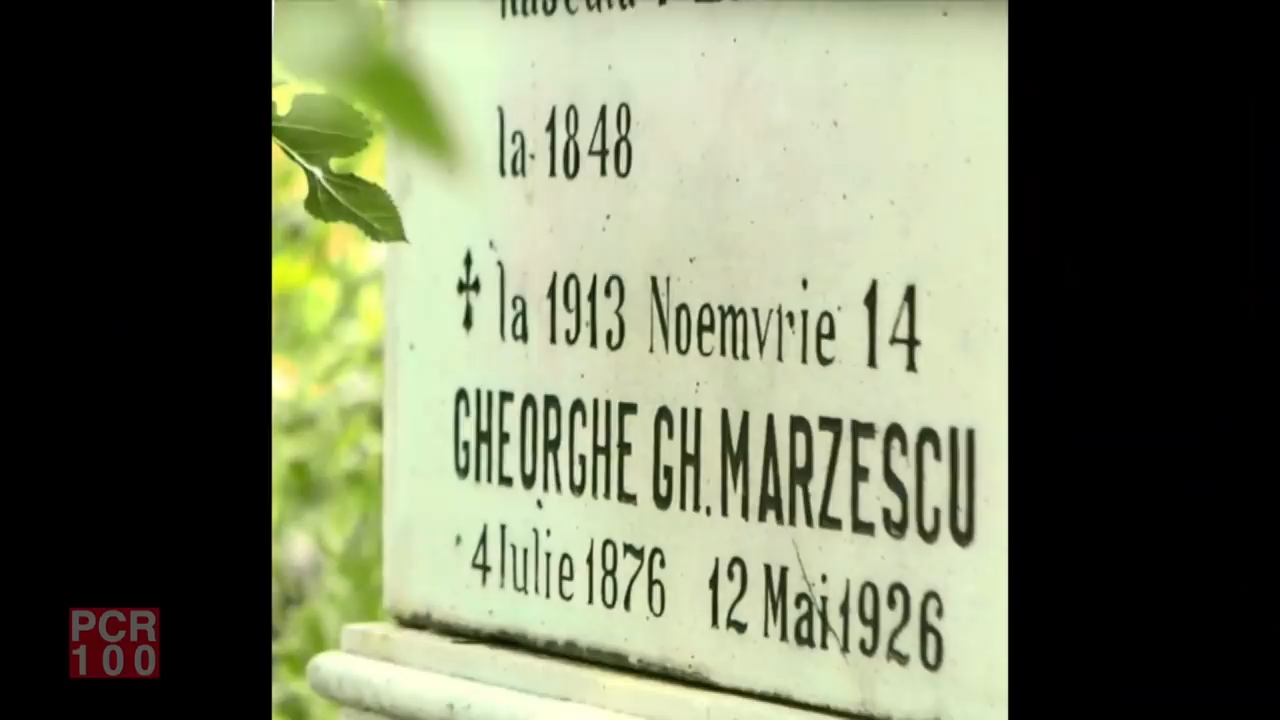 la 1848
† la 1913 Noemvrie 14
GHEORGHE GH. MARZESCU
4 Iulie 1876 12 Mai 1926
PCR
100